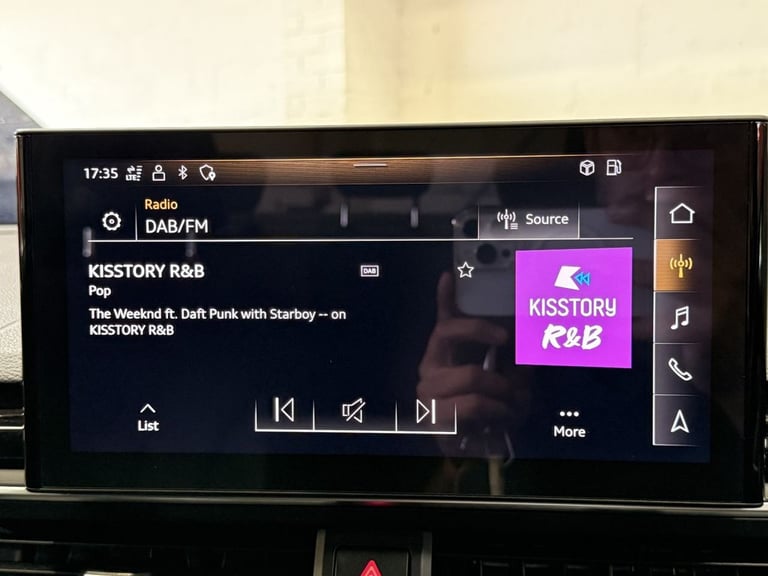 17:35
LTE
Radio
DAB/FM
Source
KISSTORY R&B
DAB
Pop
The Weeknd ft. Daft Punk with Starboy -- on
KISSTORY R&B
KISSTORY
R&B
List
More